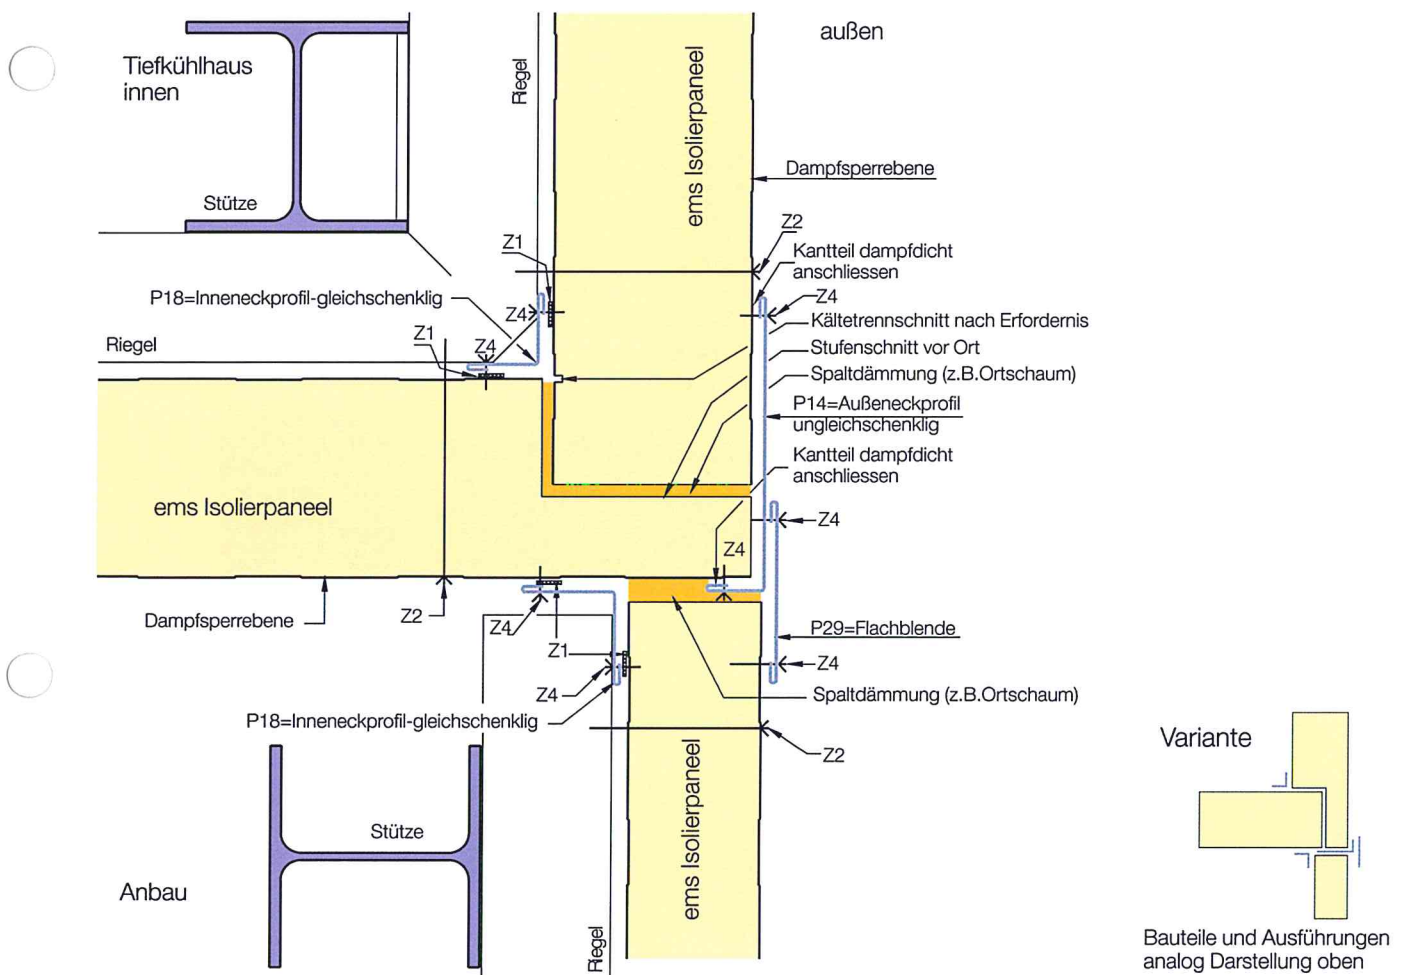 außen
Tiefkühlhaus
innen
Riegel
ems Isolierpaneel
Dampfsperrebene
Stütze
Z2
Z1
Kantteil dampfdicht
anschliessen
P18=Inneneckprofil-gleichschenklig
Z4
Z4
Kältetrennschnitt nach Erfordernis
Z1
Riegel
Z4
Stufenschnitt vor Ort
Spaltdämmung (z.B.Ortschaum)
P14=Außeneckprofil
ungleichschenklig
Kantteil dampfdicht
anschliessen
ems Isolierpaneel
Z4
Z4
Dampfsperrebene
Z2
Z4
P29=Flachblende
Z1
Z4
Z4
Spaltdämmung (z.B.Ortschaum)
P18=Inneneckprofil-gleichschenklig
Z2
ems Isolierpaneel
Variante
Stütze
Anbau
Riegel
Bauteile und Ausführungen
analog Darstellung oben